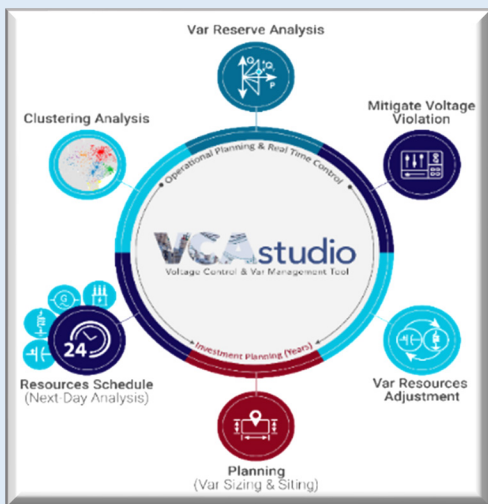 Var Reserve Analysis
Clustering Analysis
Mitigate Voltage
Violation
Operational Planning & Real Time Control
VCAstudio
Voltage Control & Var Management Tool
Investment Planning (Years)
24
G
Resources Schedule
(Next-Day Analysis)
Var Resources
Adjustment
Planning
(Var Sizing & Siting)